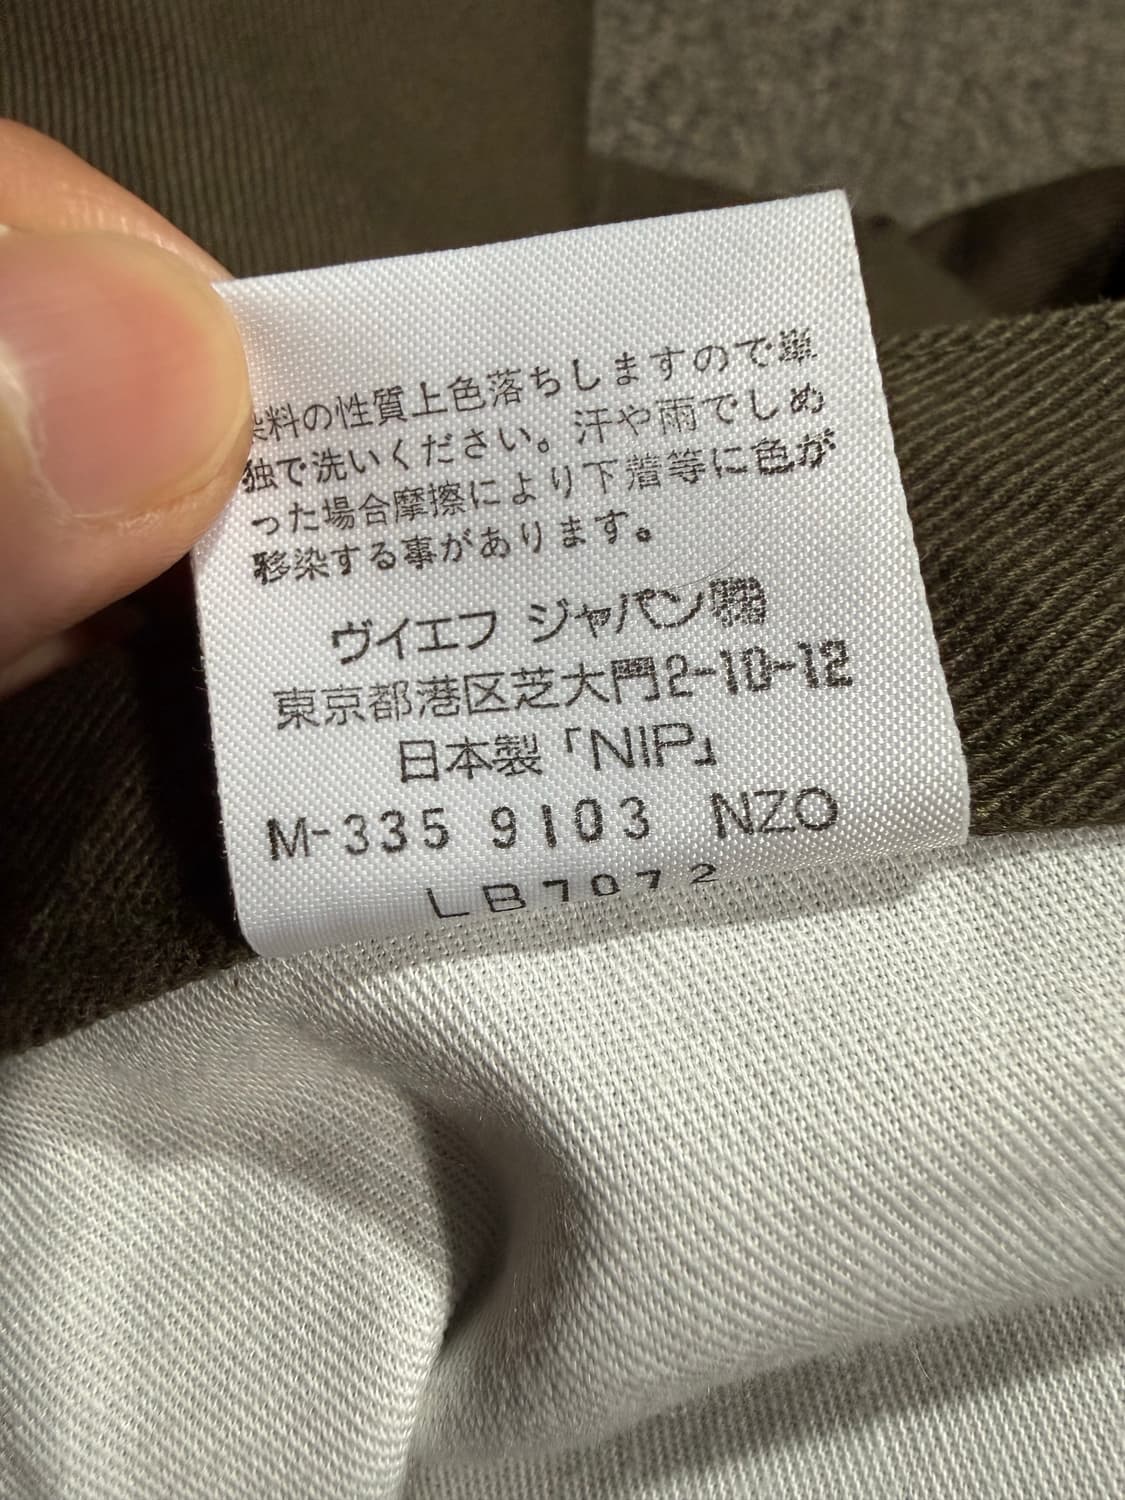 染料の性質上色落ちしますので単
独で洗いください。汗や雨でしめ
った場合摩擦により下着等に色が
移染する事があります。
ヴイエフ ジャパン㈱
東京都港区芝大門2-10-12
日本製「NIP」
M-335 9103 NZO
LB7972